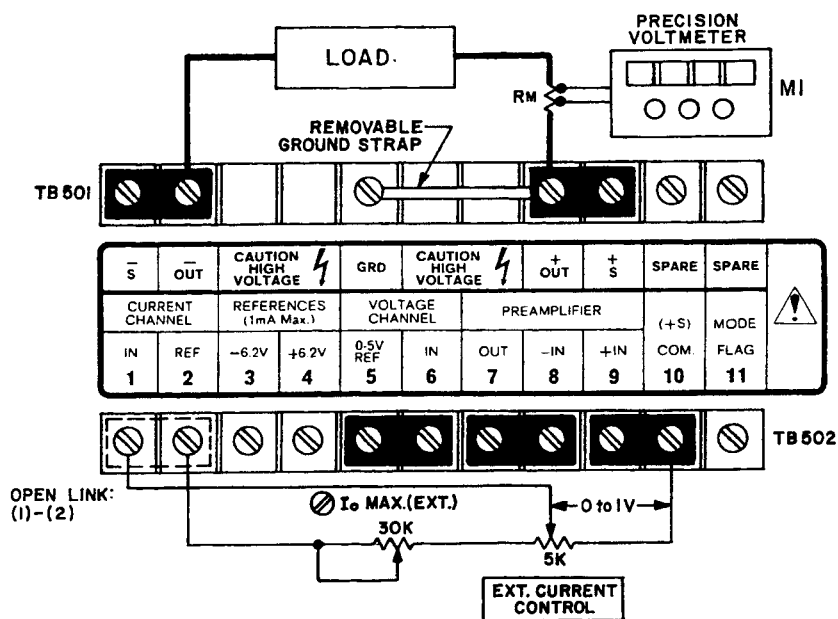 PRECISION
VOLTMETER
LOAD.
RM
M1
REMOVABLE
GROUND STRAP
TB501
– S
– OUT
CAUTION
HIGH
VOLTAGE
GRD
CAUTION
HIGH
VOLTAGE
+ OUT
+ S
SPARE
SPARE
CURRENT
CHANNEL
REFERENCES
(1mA Max.)
VOLTAGE
CHANNEL
PREAMPLIFIER
(+S)
COM.
MODE
FLAG
IN
REF
–6.2V
+6.2V
0-5V
REF
IN
OUT
–IN
+IN
1
2
3
4
5
6
7
8
9
10
11
TB502
OPEN LINK:
(1)-(2)
Io MAX.(EXT.)
0 to 1V
30K
5K
EXT. CURRENT
CONTROL